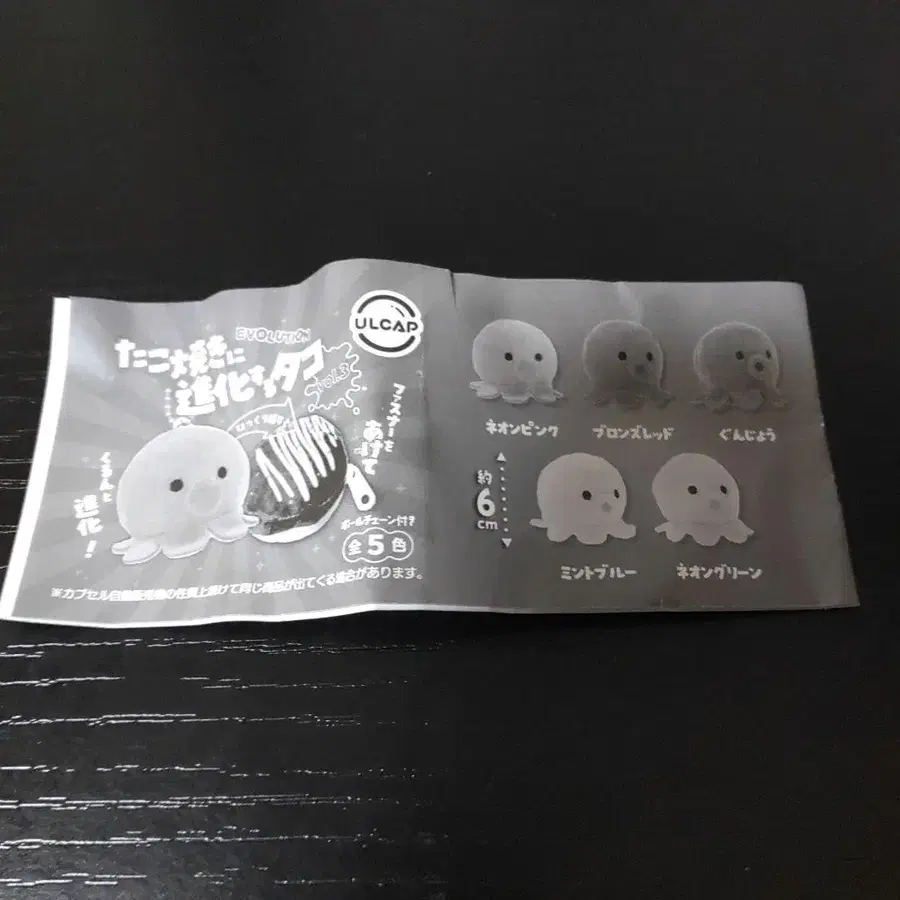 EVOLUTION
たこ焼きに
進化するタコ
vol.3
ULCAP
ファスナーを
あけて
くるんと
進化！
ボールチェーン付き
全5色
※カプセル自動販売機の性質上続けて同じ商品が出てくる場合があります。
ネオンピンク
ブロンズレッド
ぐんじょう
約
6
cm
ミントブルー
ネオングリーン